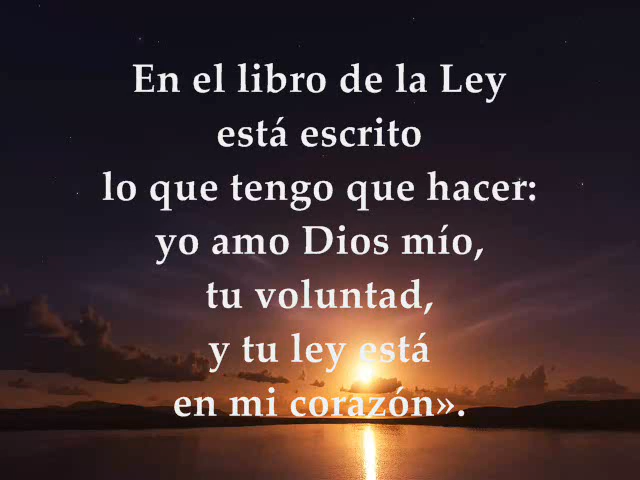 En el libro de la Ley
está escrito
lo que tengo que hacer:
yo amo Dios mío,
tu voluntad,
y tu ley está
en mi corazón».